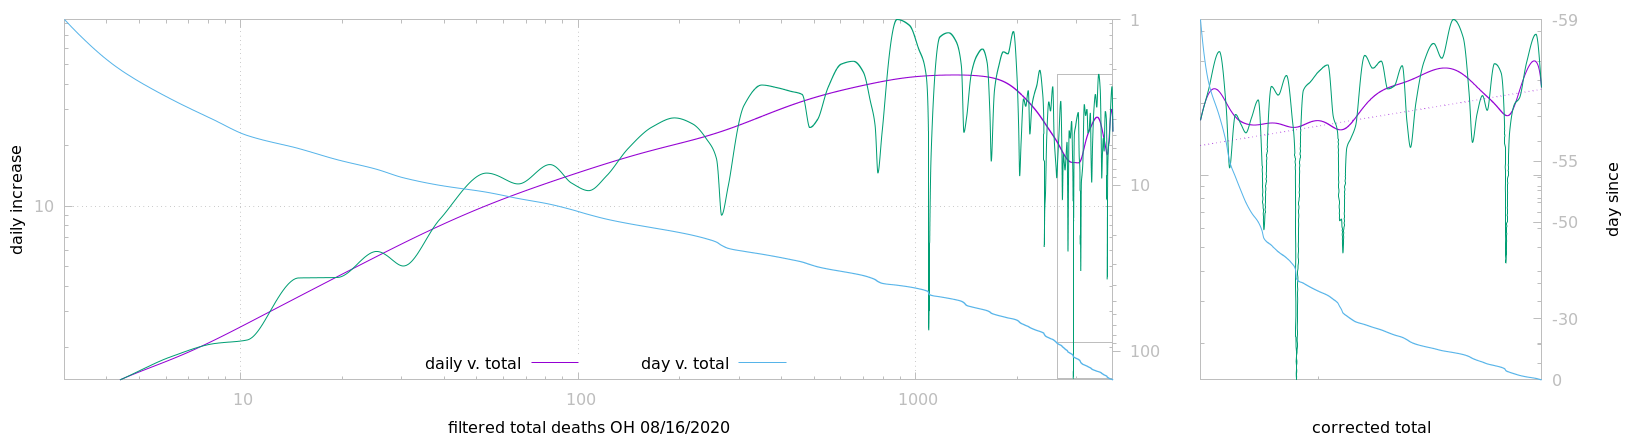 daily increase
10
daily v. total
day v. total
10
100
1000
filtered total deaths OH 08/16/2020
1
10
100
-59
-55
-50
-30
0
day since
corrected total